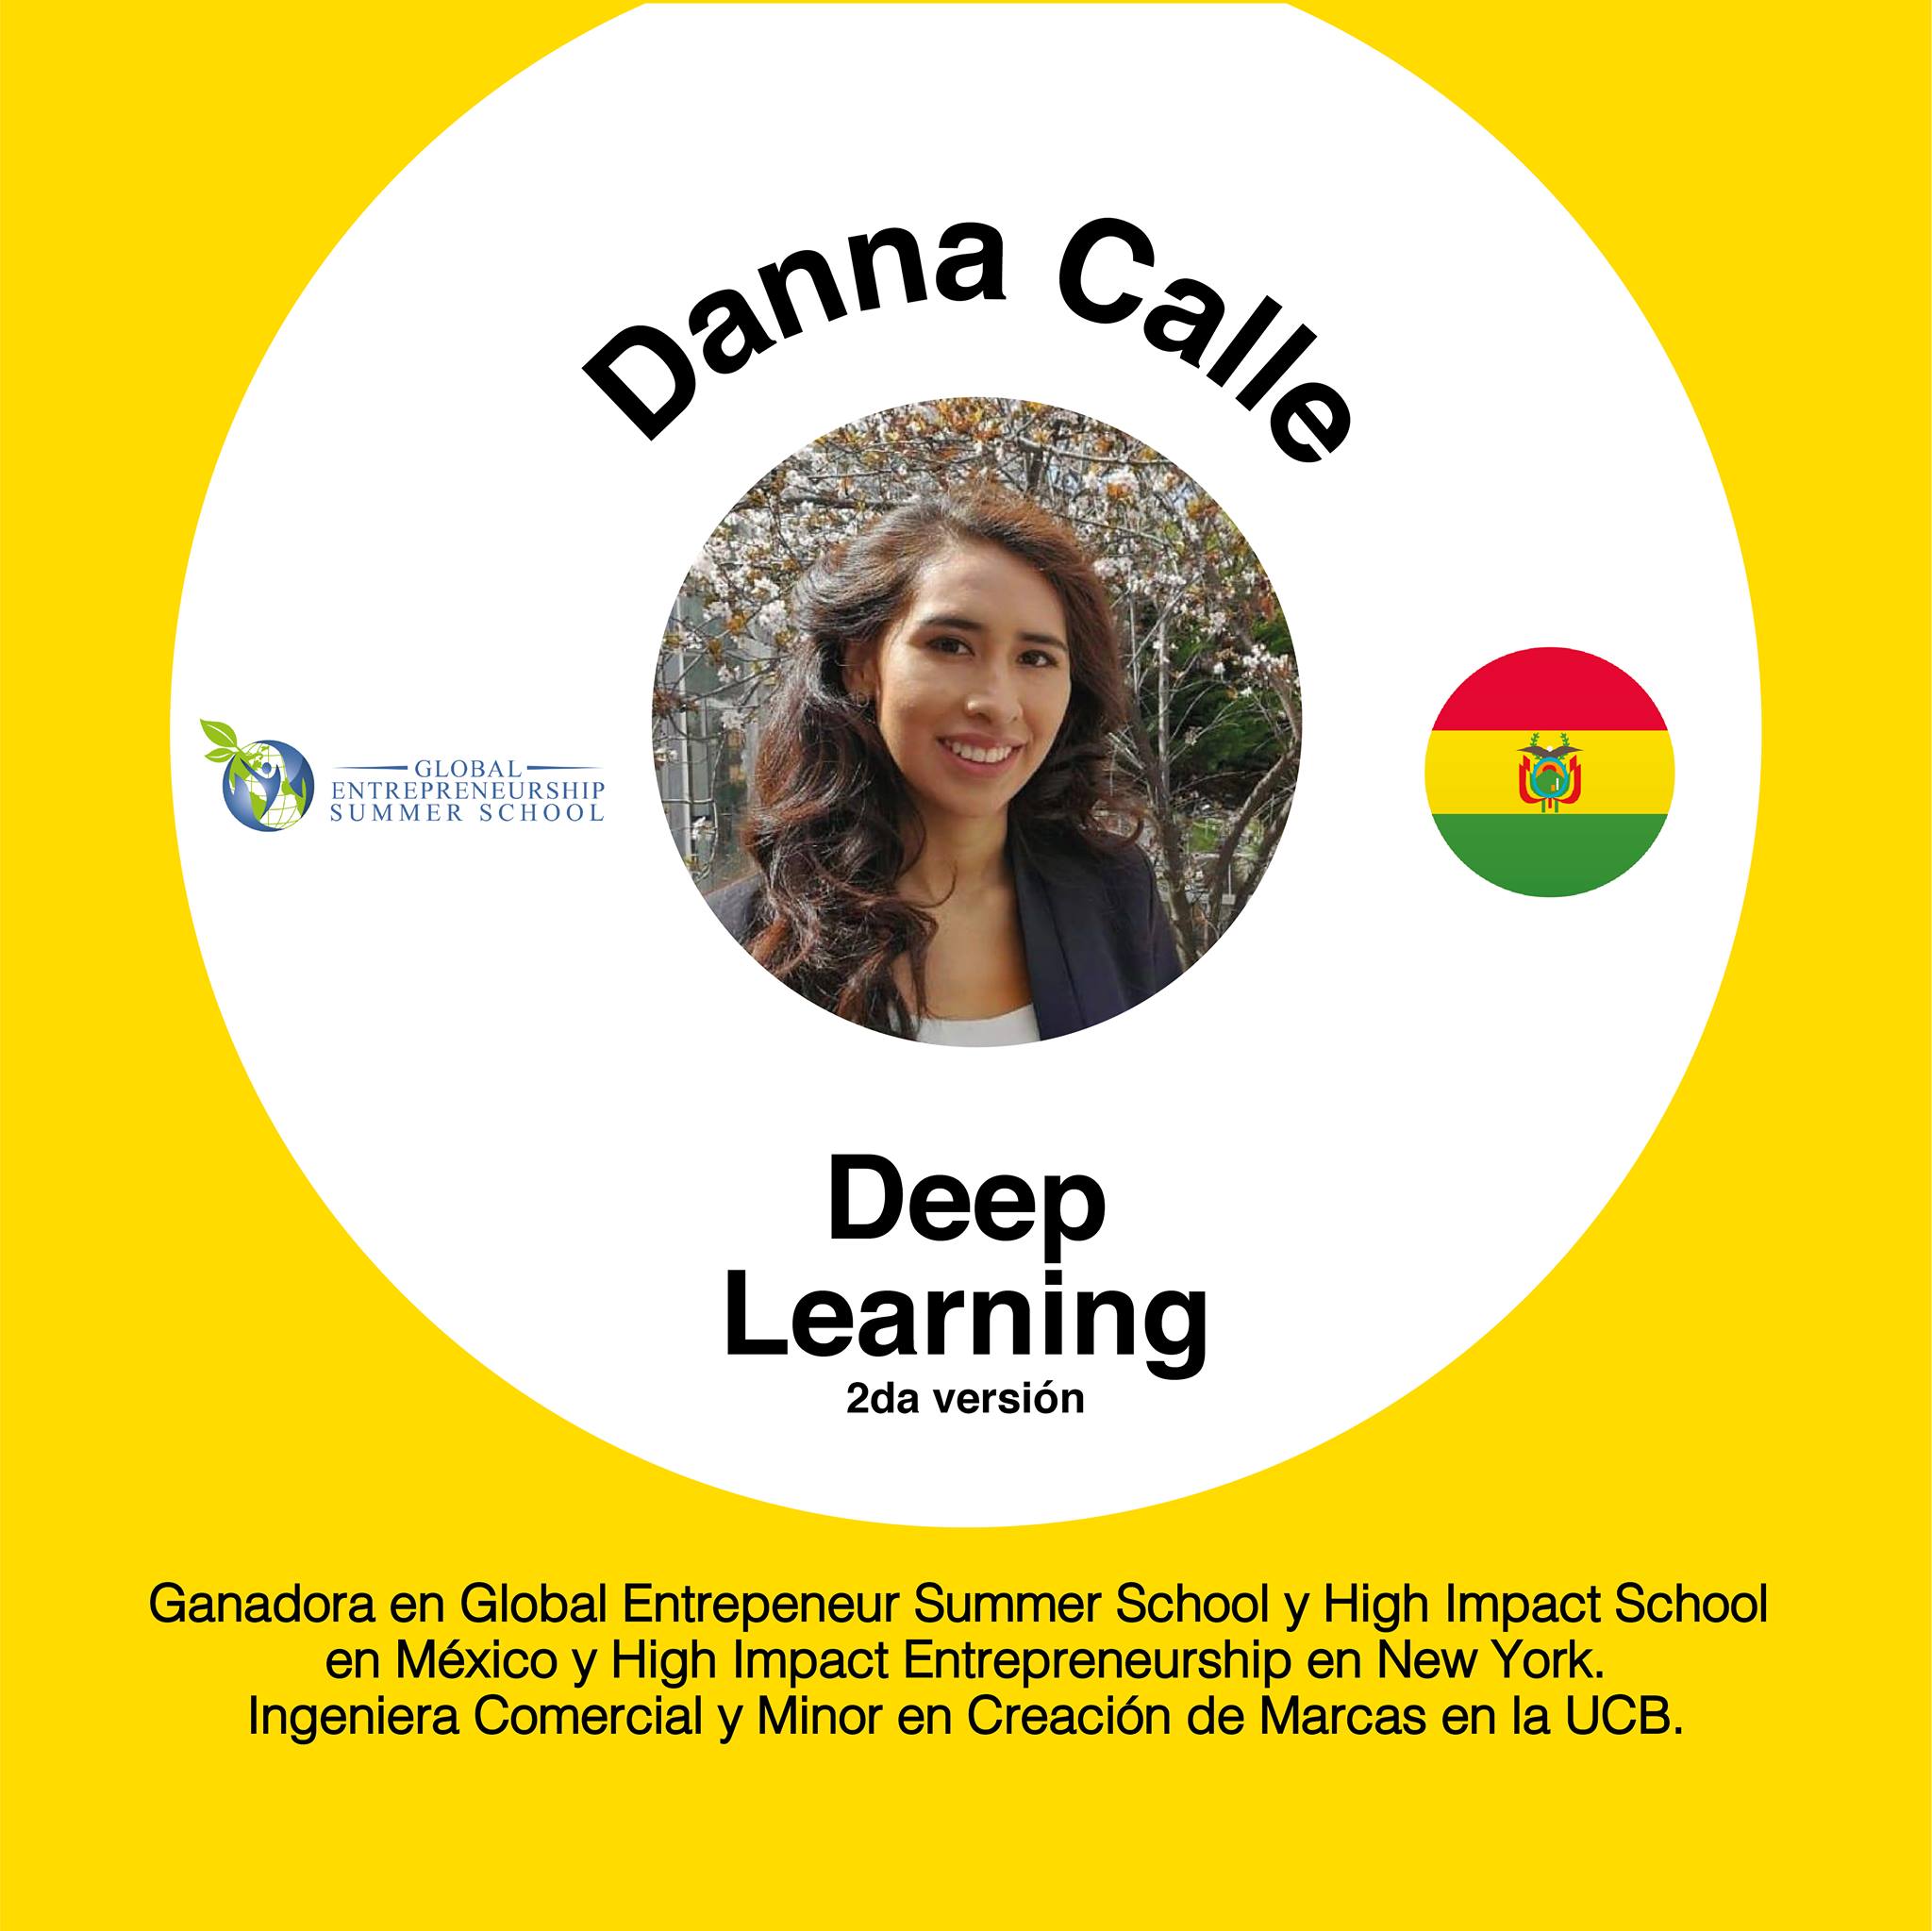 Danna Calle
GLOBAL
ENTREPRENEURSHIP
SUMMER SCHOOL
Deep
Learning
2da versión
Ganadora en Global Entrepeneur Summer School y High Impact School
en México y High Impact Entrepreneurship en New York.
Ingeniera Comercial y Minor en Creación de Marcas en la UCB.